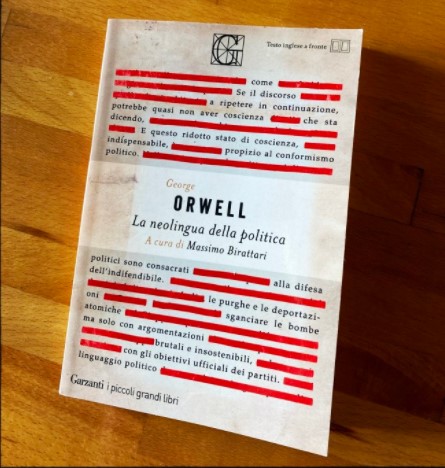 G
Testo inglese a fronte
come
Se il discorso
a ripetere in continuazione,
potrebbe quasi non aver coscienza che sta
dicendo,
E questo ridotto stato di coscienza,
indispensabile, propizio al conformismo
politico.
George
ORWELL
La neolingua della politica
A cura di Massimo Birattari
politici sono consacrati alla difesa
dell'indifendibile.
le purghe e le deportazi-
oni
atomiche sganciare le bombe
ma solo con argomentazioni
brutali e insostenibili,
con gli obiettivi ufficiali dei partiti.
linguaggio politico
Garzanti i piccoli grandi libri